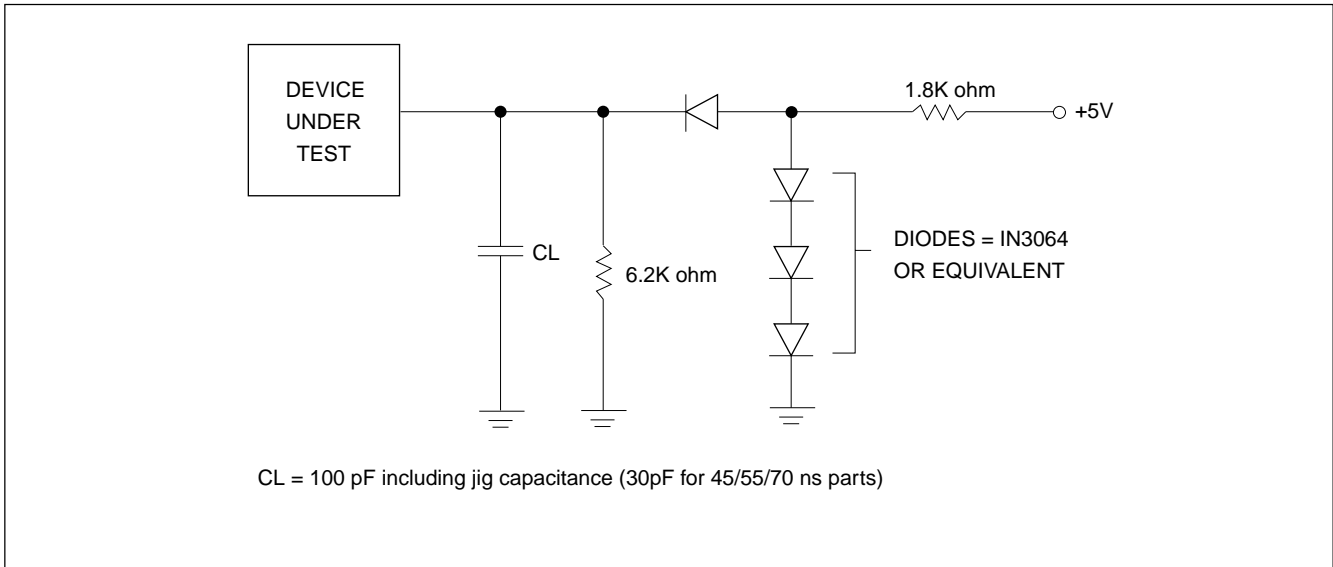 DEVICE
UNDER
TEST
1.8K ohm
+5V
CL
6.2K ohm
DIODES = IN3064
OR EQUIVALENT
CL = 100 pF including jig capacitance (30pF for 45/55/70 ns parts)